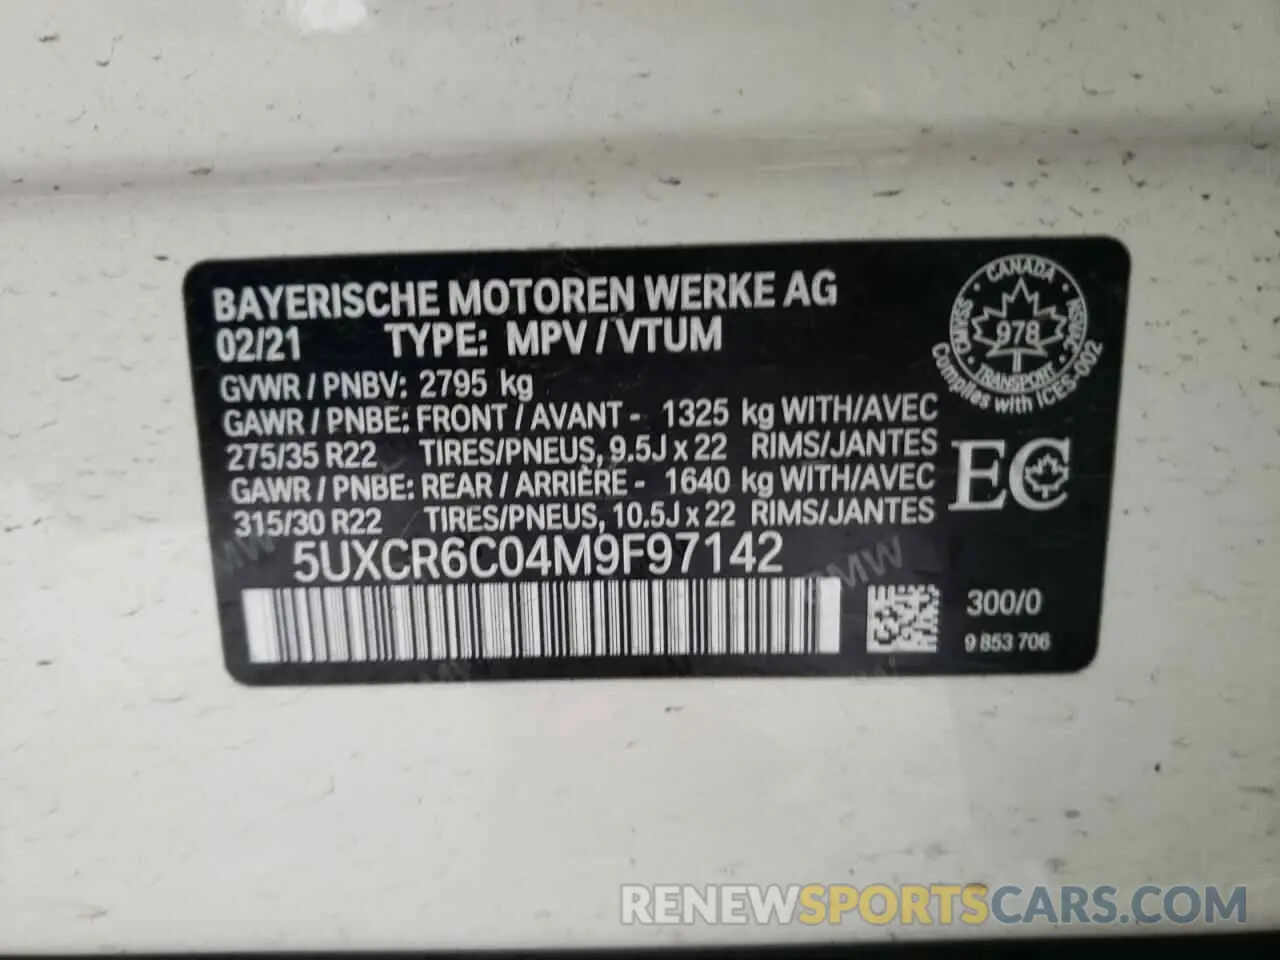 BAYERISCHE MOTOREN WERKE AG
02/21 TYPE: MPV / VTUM
GVWR / PNBV: 2795 kg
GAWR / PNBE: FRONT / AVANT - 1325 kg WITH/AVEC
275/35 R22 TIRES/PNEUS, 9.5J x 22 RIMS/JANTES
GAWR / PNBE: REAR / ARRIÈRE - 1640 kg WITH/AVEC
315/30 R22 TIRES/PNEUS, 10.5J x 22 RIMS/JANTES
5UXCR6C04M9F97142
CANADA
CMVSS 978 NSVAC
TRANSPORT
Complies with ICES-002
EC
300/0
9 853 706
BMW
RENEWSPORTSCARS.COM